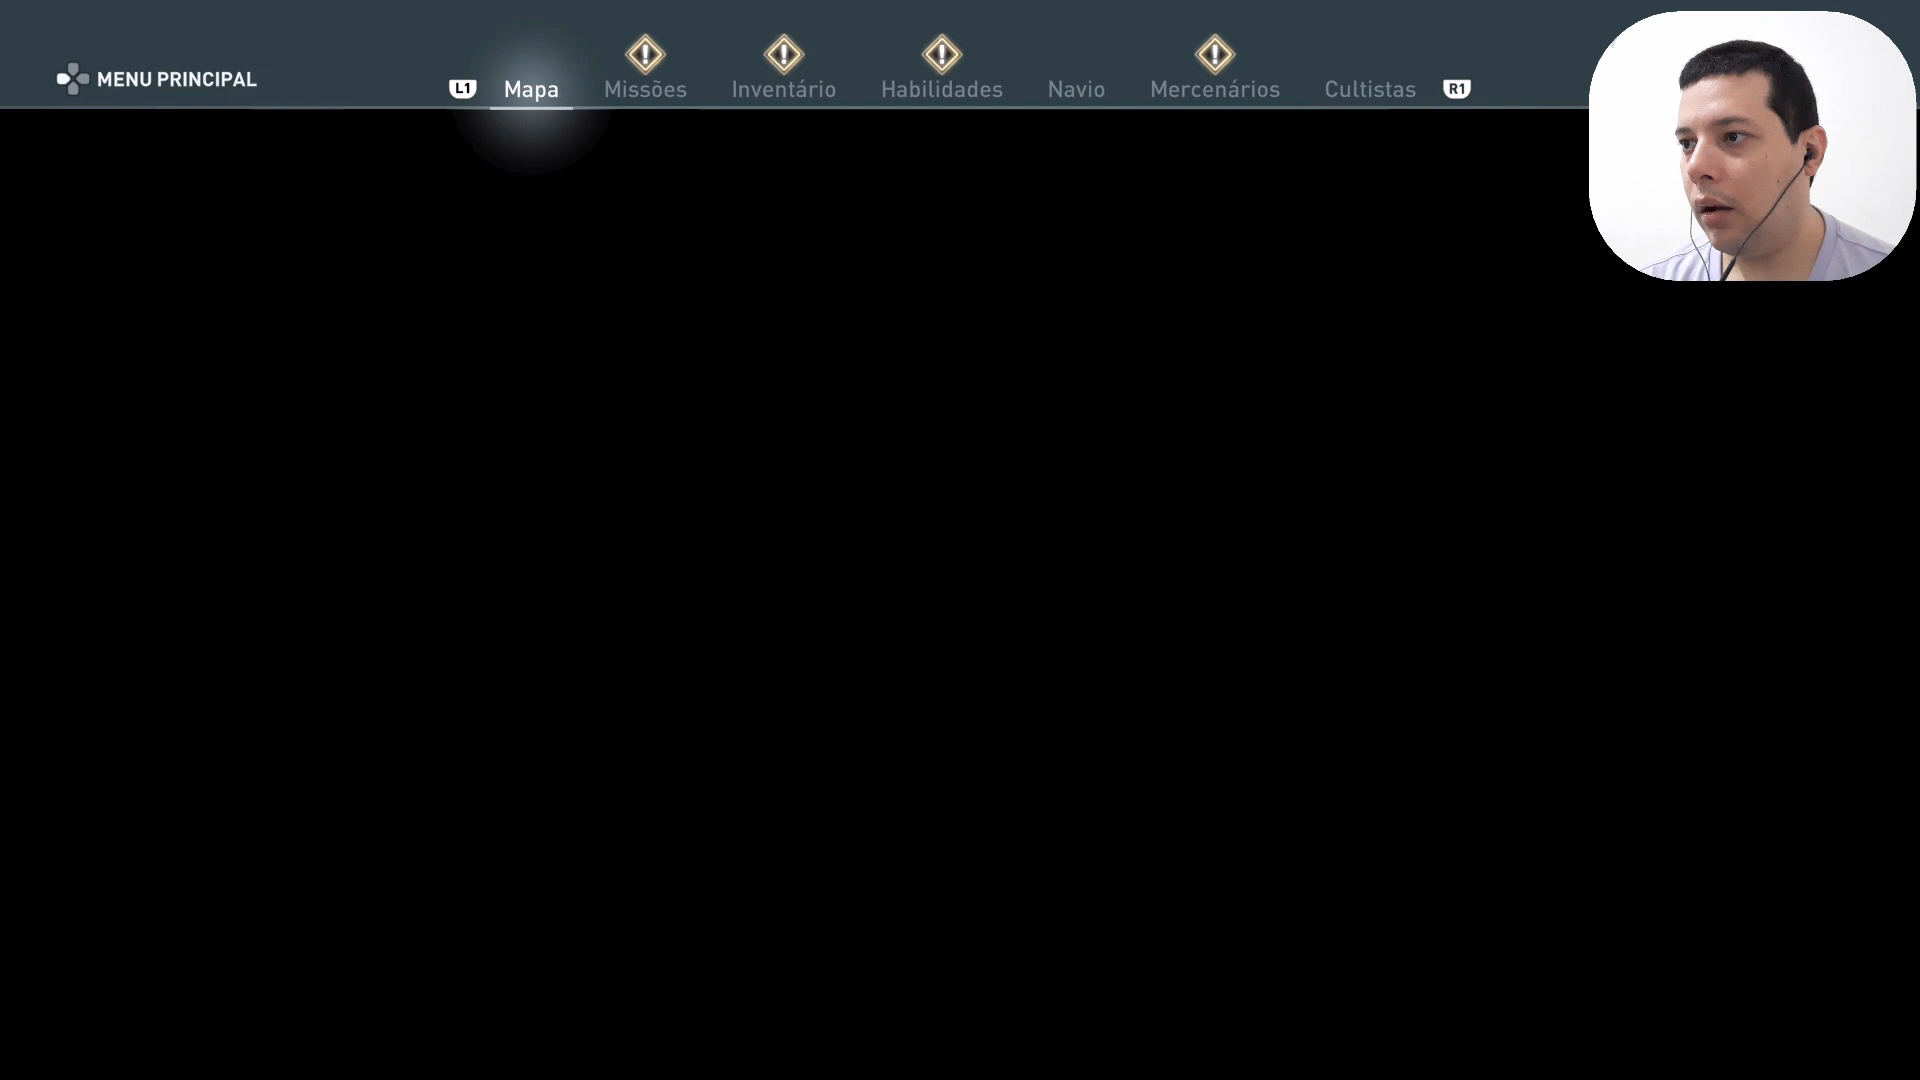 MENU PRINCIPAL
L1 Mapa Missões Inventário Habilidades Navio Mercenários Cultistas R1